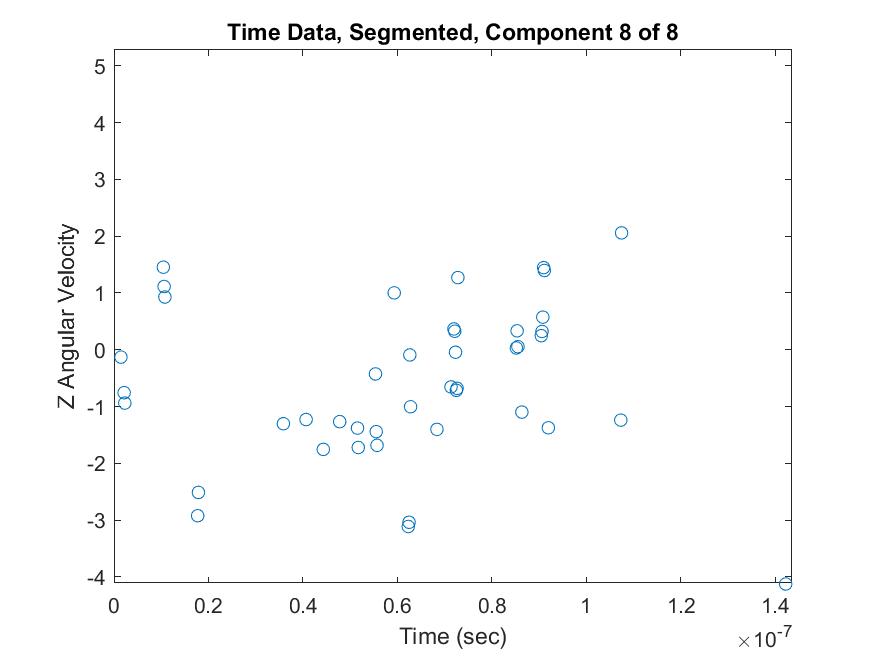 Time Data, Segmented, Component 8 of 8
5
4
3
2
1
0
-1
-2
-3
-4
Z Angular Velocity
0 0.2 0.4 0.6 0.8 1 1.2 1.4
Time (sec)
×10⁻⁷